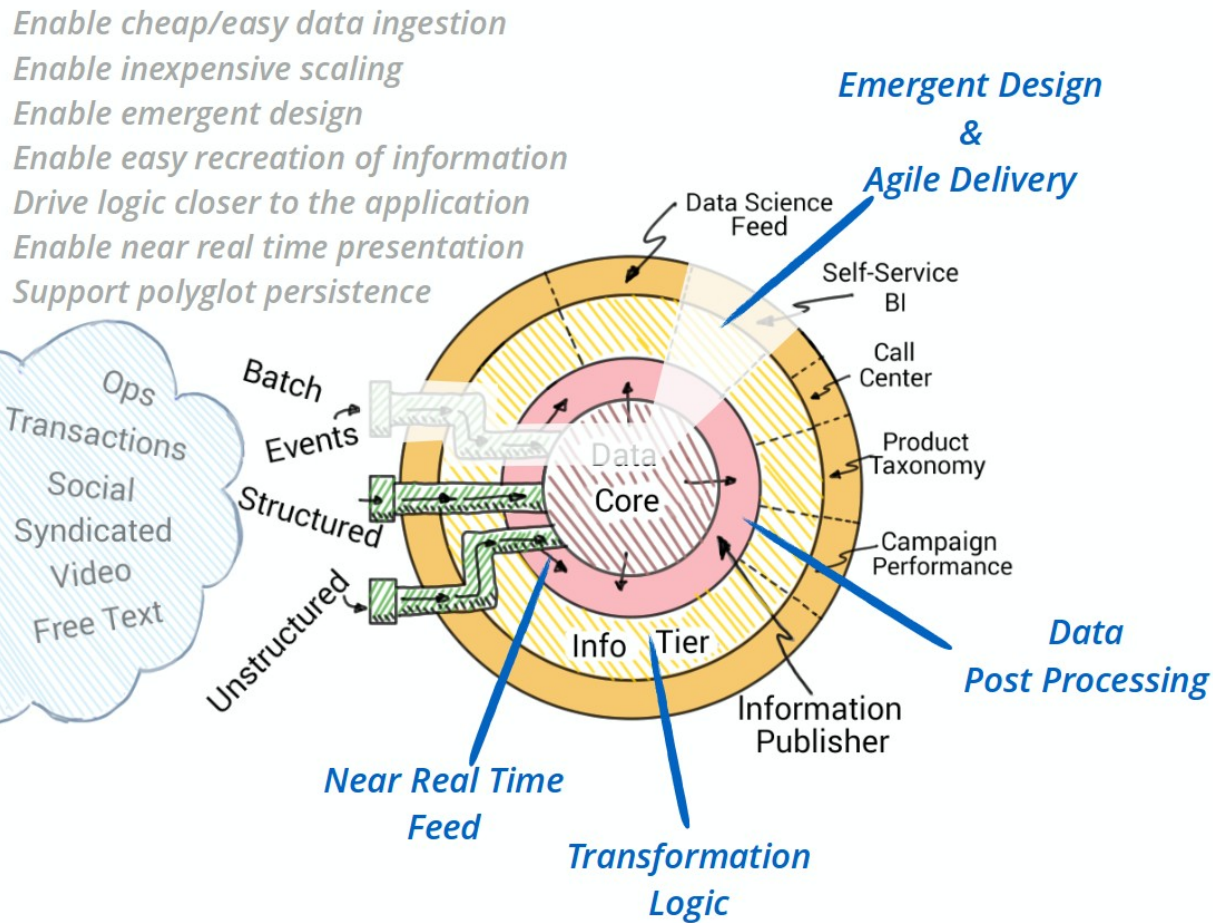 Enable cheap/easy data ingestion
Enable inexpensive scaling
Enable emergent design
Enable easy recreation of information
Drive logic closer to the application
Enable near real time presentation
Support polyglot persistence
Emergent Design
&
Agile Delivery
Data Science
Feed
Self-Service
BI
Call
Center
Product
Taxonomy
Campaign
Performance
Ops
Transactions
Social
Syndicated
Video
Free Text
Batch
Events
Structured
Unstructured
Data
Core
Info Tier
Information
Publisher
Data
Post Processing
Near Real Time
Feed
Transformation
Logic